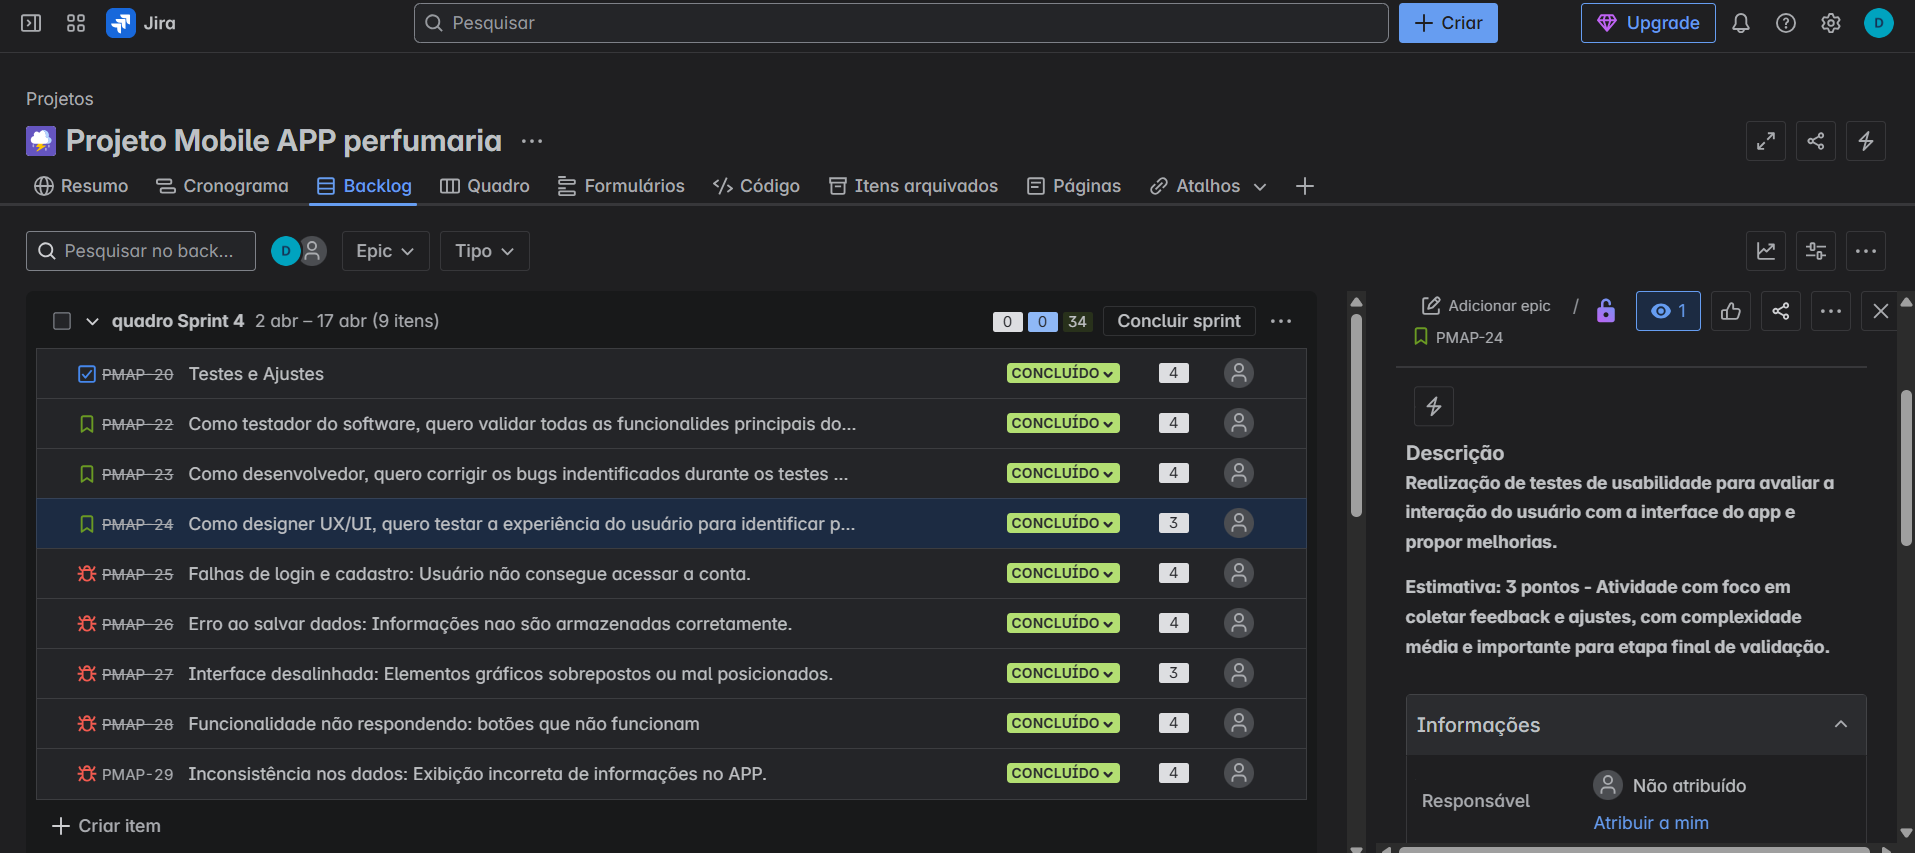 Jira
Pesquisar
Criar
Upgrade
D
Projetos
Projeto Mobile APP perfumaria
Resumo Cronograma Backlog Quadro Formulários Código Itens arquivados Páginas Atalhos
Pesquisar no back...
D
Epic
Tipo
quadro Sprint 4 2 abr – 17 abr (9 itens)
0 0 34 Concluir sprint
PMAP-20 Testes e Ajustes CONCLUÍDO 4
PMAP-22 Como testador do software, quero validar todas as funcionalides principais do... CONCLUÍDO 4
PMAP-23 Como desenvolvedor, quero corrigir os bugs indentificados durante os testes ... CONCLUÍDO 4
PMAP-24 Como designer UX/UI, quero testar a experiência do usuário para identificar p... CONCLUÍDO 3
PMAP-25 Falhas de login e cadastro: Usuário não consegue acessar a conta. CONCLUÍDO 4
PMAP-26 Erro ao salvar dados: Informações nao são armazenadas corretamente. CONCLUÍDO 4
PMAP-27 Interface desalinhada: Elementos gráficos sobrepostos ou mal posicionados. CONCLUÍDO 3
PMAP-28 Funcionalidade não respondendo: botões que não funcionam CONCLUÍDO 4
PMAP-29 Inconsistência nos dados: Exibição incorreta de informações no APP. CONCLUÍDO 4
Criar item
Adicionar epic /
1
PMAP-24
Descrição
Realização de testes de usabilidade para avaliar a
interação do usuário com a interface do app e
propor melhorias.
Estimativa: 3 pontos - Atividade com foco em
coletar feedback e ajustes, com complexidade
média e importante para etapa final de validação.
Informações
Responsável
Não atribuído
Atribuir a mim